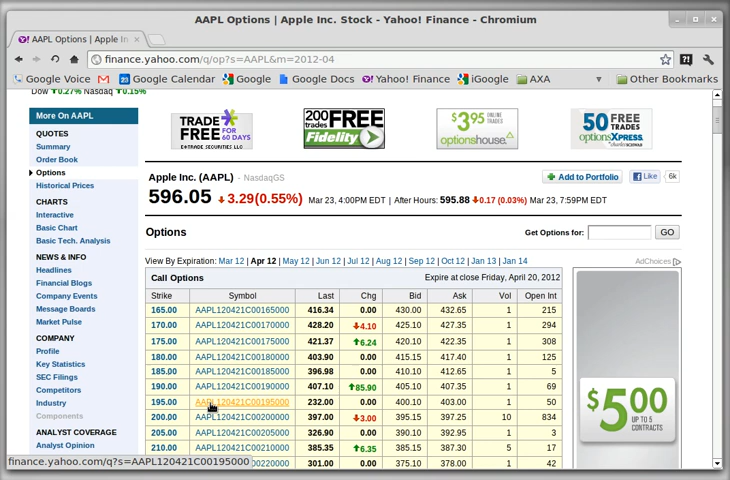 AAPL Options | Apple Inc. Stock - Yahoo! Finance - Chromium
AAPL Options | Apple In
finance.yahoo.com/q/op?s=AAPL&m=2012-04
Google Voice Google Calendar Google Yahoo! Finance iGoogle AXA Other Bookmarks
Dow 0.27% Nasdaq 0.15%
More On AAPL
QUOTES
Summary
Order Book
Options
Historical Prices
CHARTS
Interactive
Basic Chart
Basic Tech. Analysis
NEWS & INFO
Headlines
Financial Blogs
Company Events
Message Boards
Market Pulse
COMPANY
Profile
Key Statistics
SEC Filings
Competitors
Industry
Components
ANALYST COVERAGE
Analyst Opinion
TRADE FREE FOR 60 DAYS
E*TRADE SECURITIES LLC
200 FREE trades Fidelity
$3.95 ONLINE TRADES
optionshouse
50 FREE TRADES
optionsXpress
Apple Inc. (AAPL) - NasdaqGS
Add to Portfolio Like 6k
596.05 3.29(0.55%) Mar 23, 4:00PM EDT | After Hours: 595.88 0.17 (0.03%) Mar 23, 7:59PM EDT
Options
Get Options for: GO
View By Expiration: Mar 12 | Apr 12 | May 12 | Jun 12 | Jul 12 | Aug 12 | Sep 12 | Oct 12 | Jan 13 | Jan 14
Call Options Expire at close Friday, April 20, 2012
Strike Symbol Last Chg Bid Ask Vol Open Int
165.00 AAPL120421C00165000 416.34 0.00 430.00 432.65 1 215
170.00 AAPL120421C00170000 428.20 4.10 425.10 427.35 1 294
175.00 AAPL120421C00175000 421.37 6.24 420.10 422.35 1 308
180.00 AAPL120421C00180000 403.90 0.00 415.15 417.40 1 125
185.00 AAPL120421C00185000 396.98 0.00 410.10 412.65 1 5
190.00 AAPL120421C00190000 407.10 85.90 405.10 407.35 1 69
195.00 AAPL120421C00195000 232.00 0.00 400.10 403.00 1 50
200.00 AAPL120421C00200000 397.00 3.00 395.15 397.25 10 834
205.00 AAPL120421C00205000 326.90 0.00 390.10 392.95 1 3
210.00 AAPL120421C00210000 385.35 6.35 385.15 387.30 5 17
00220000 301.00 0.00 375.10 378.00 1 42
AdChoices
$5.00
UP TO 5 CONTRACTS
finance.yahoo.com/q?s=AAPL120421C00195000